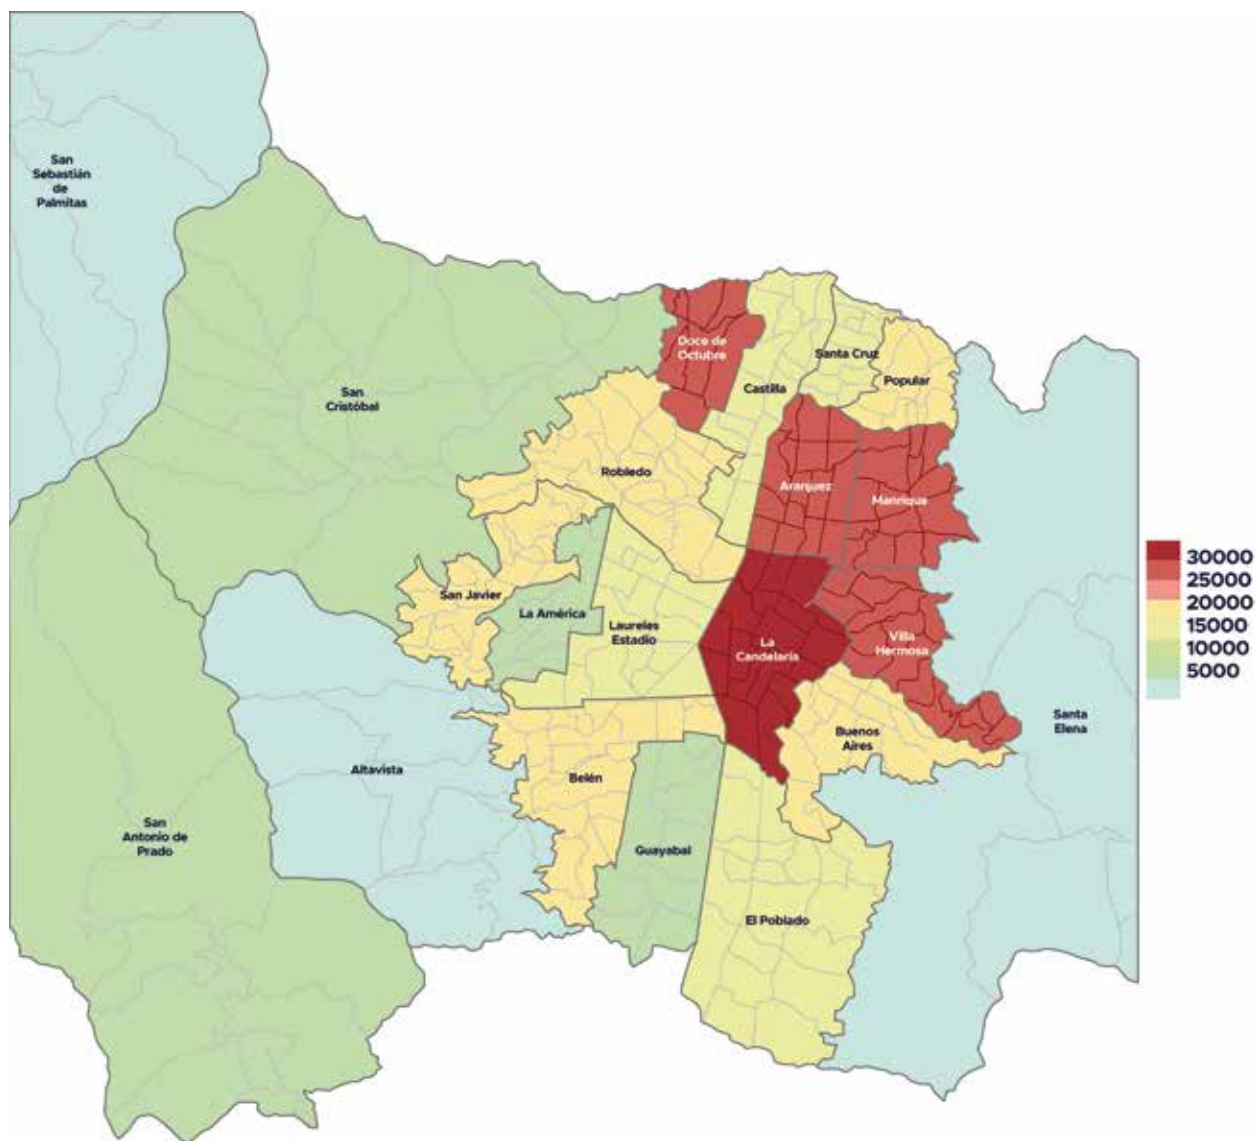 San
Sebastián
de
Palmitas
San
Cristóbal
Doce de
Octubre
Castilla
Santa Cruz
Popular
Robledo
Aranjuez
Manrique
San Javier
La América
Laureles
Estadio
La
Candelaria
Villa
Hermosa
Buenos
Aires
Santa
Elena
Altavista
Belén
San
Antonio de
Prado
Guayabal
El Poblado
30000
25000
20000
15000
10000
5000